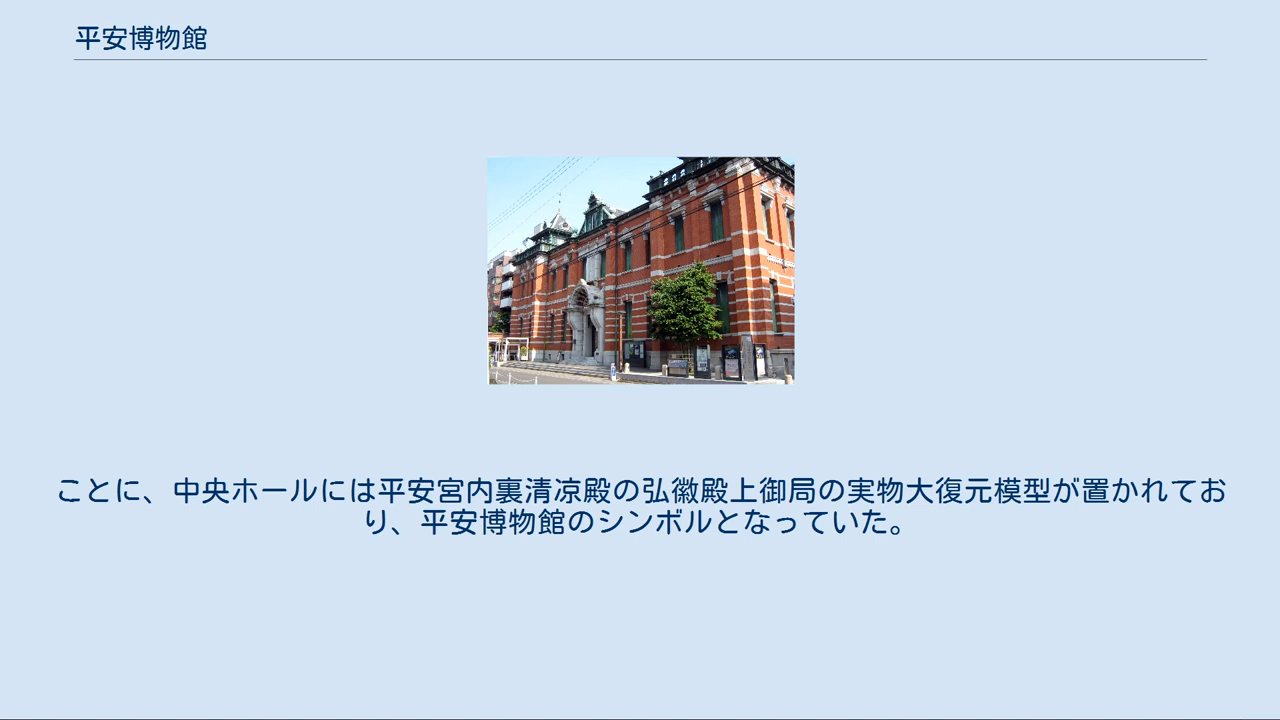 平安博物館
ことに、中央ホールには平安宮内裏清凉殿の弘徽殿上御局の実物大復元模型が置かれてお
り、平安博物館のシンボルとなっていた。